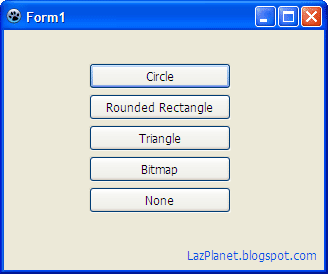 Form1
Circle
Rounded Rectangle
Triangle
Bitmap
None
LazPlanet.blogspot.com